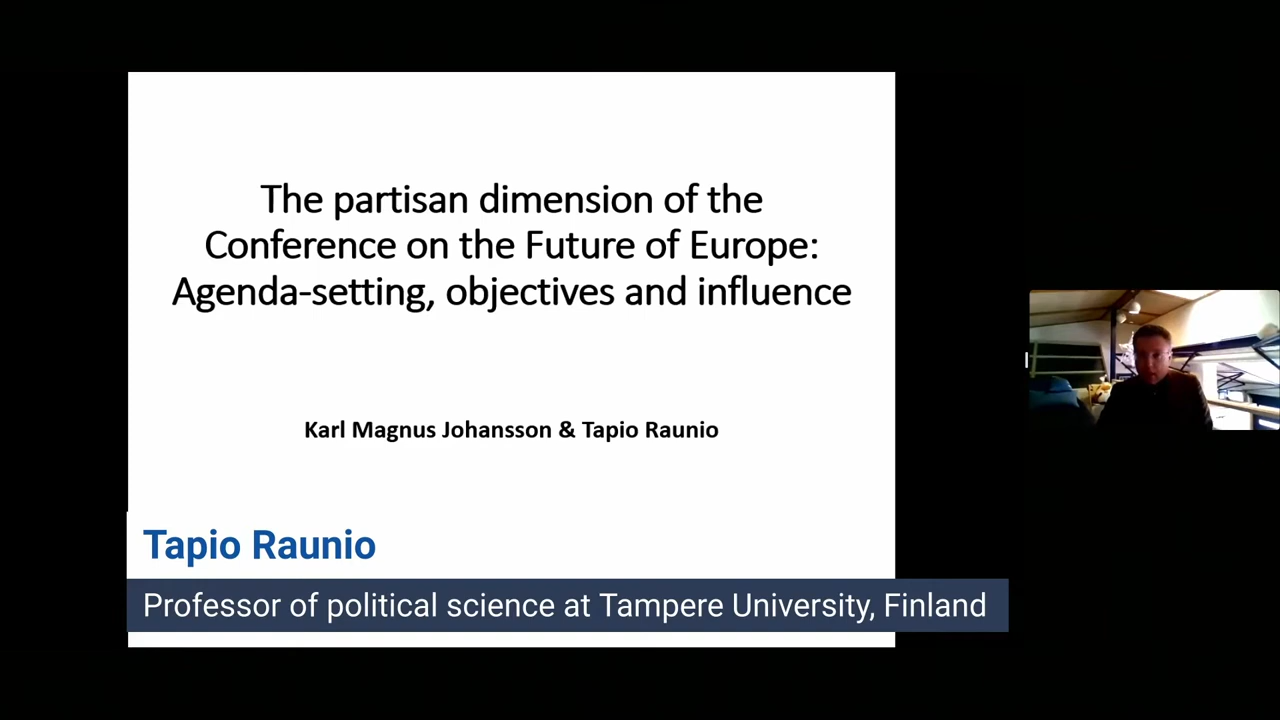 The partisan dimension of the
Conference on the Future of Europe:
Agenda-setting, objectives and influence
Karl Magnus Johansson & Tapio Raunio
Tapio Raunio
Professor of political science at Tampere University, Finland